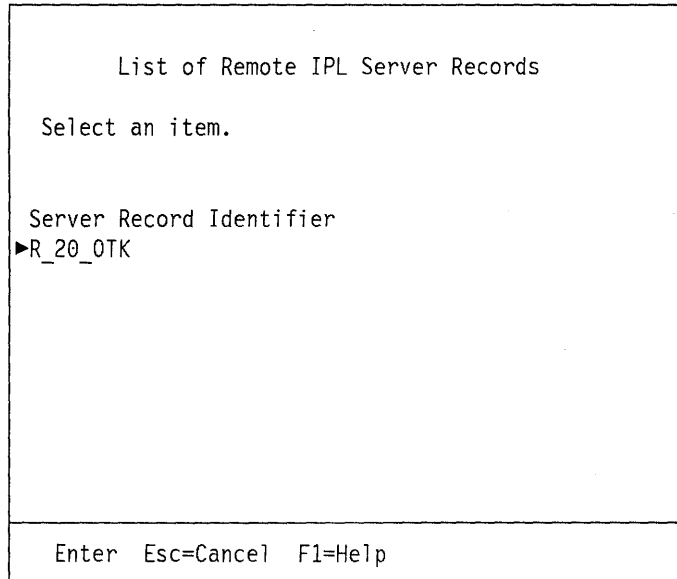 List of Remote IPL Server Records
Select an item.
Server Record Identifier
►R_20_OTK
Enter  Esc=Cancel  F1=Help